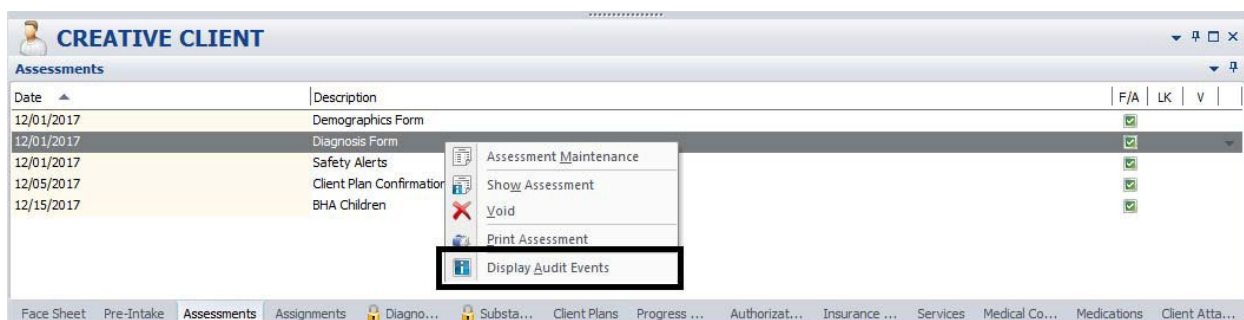 CREATIVE CLIENT
Assessments
Date Description F/A LK V
12/01/2017 Demographics Form
12/01/2017 Diagnosis Form
12/01/2017 Safety Alerts
12/05/2017 Client Plan Confirmation
12/15/2017 BHA Children
Assessment Maintenance
Show Assessment
Void
Print Assessment
Display Audit Events
Face Sheet Pre-Intake Assessments Assignments Diagno... Substa... Client Plans Progress ... Authorizat... Insurance ... Services Medical Co... Medications Client Atta...